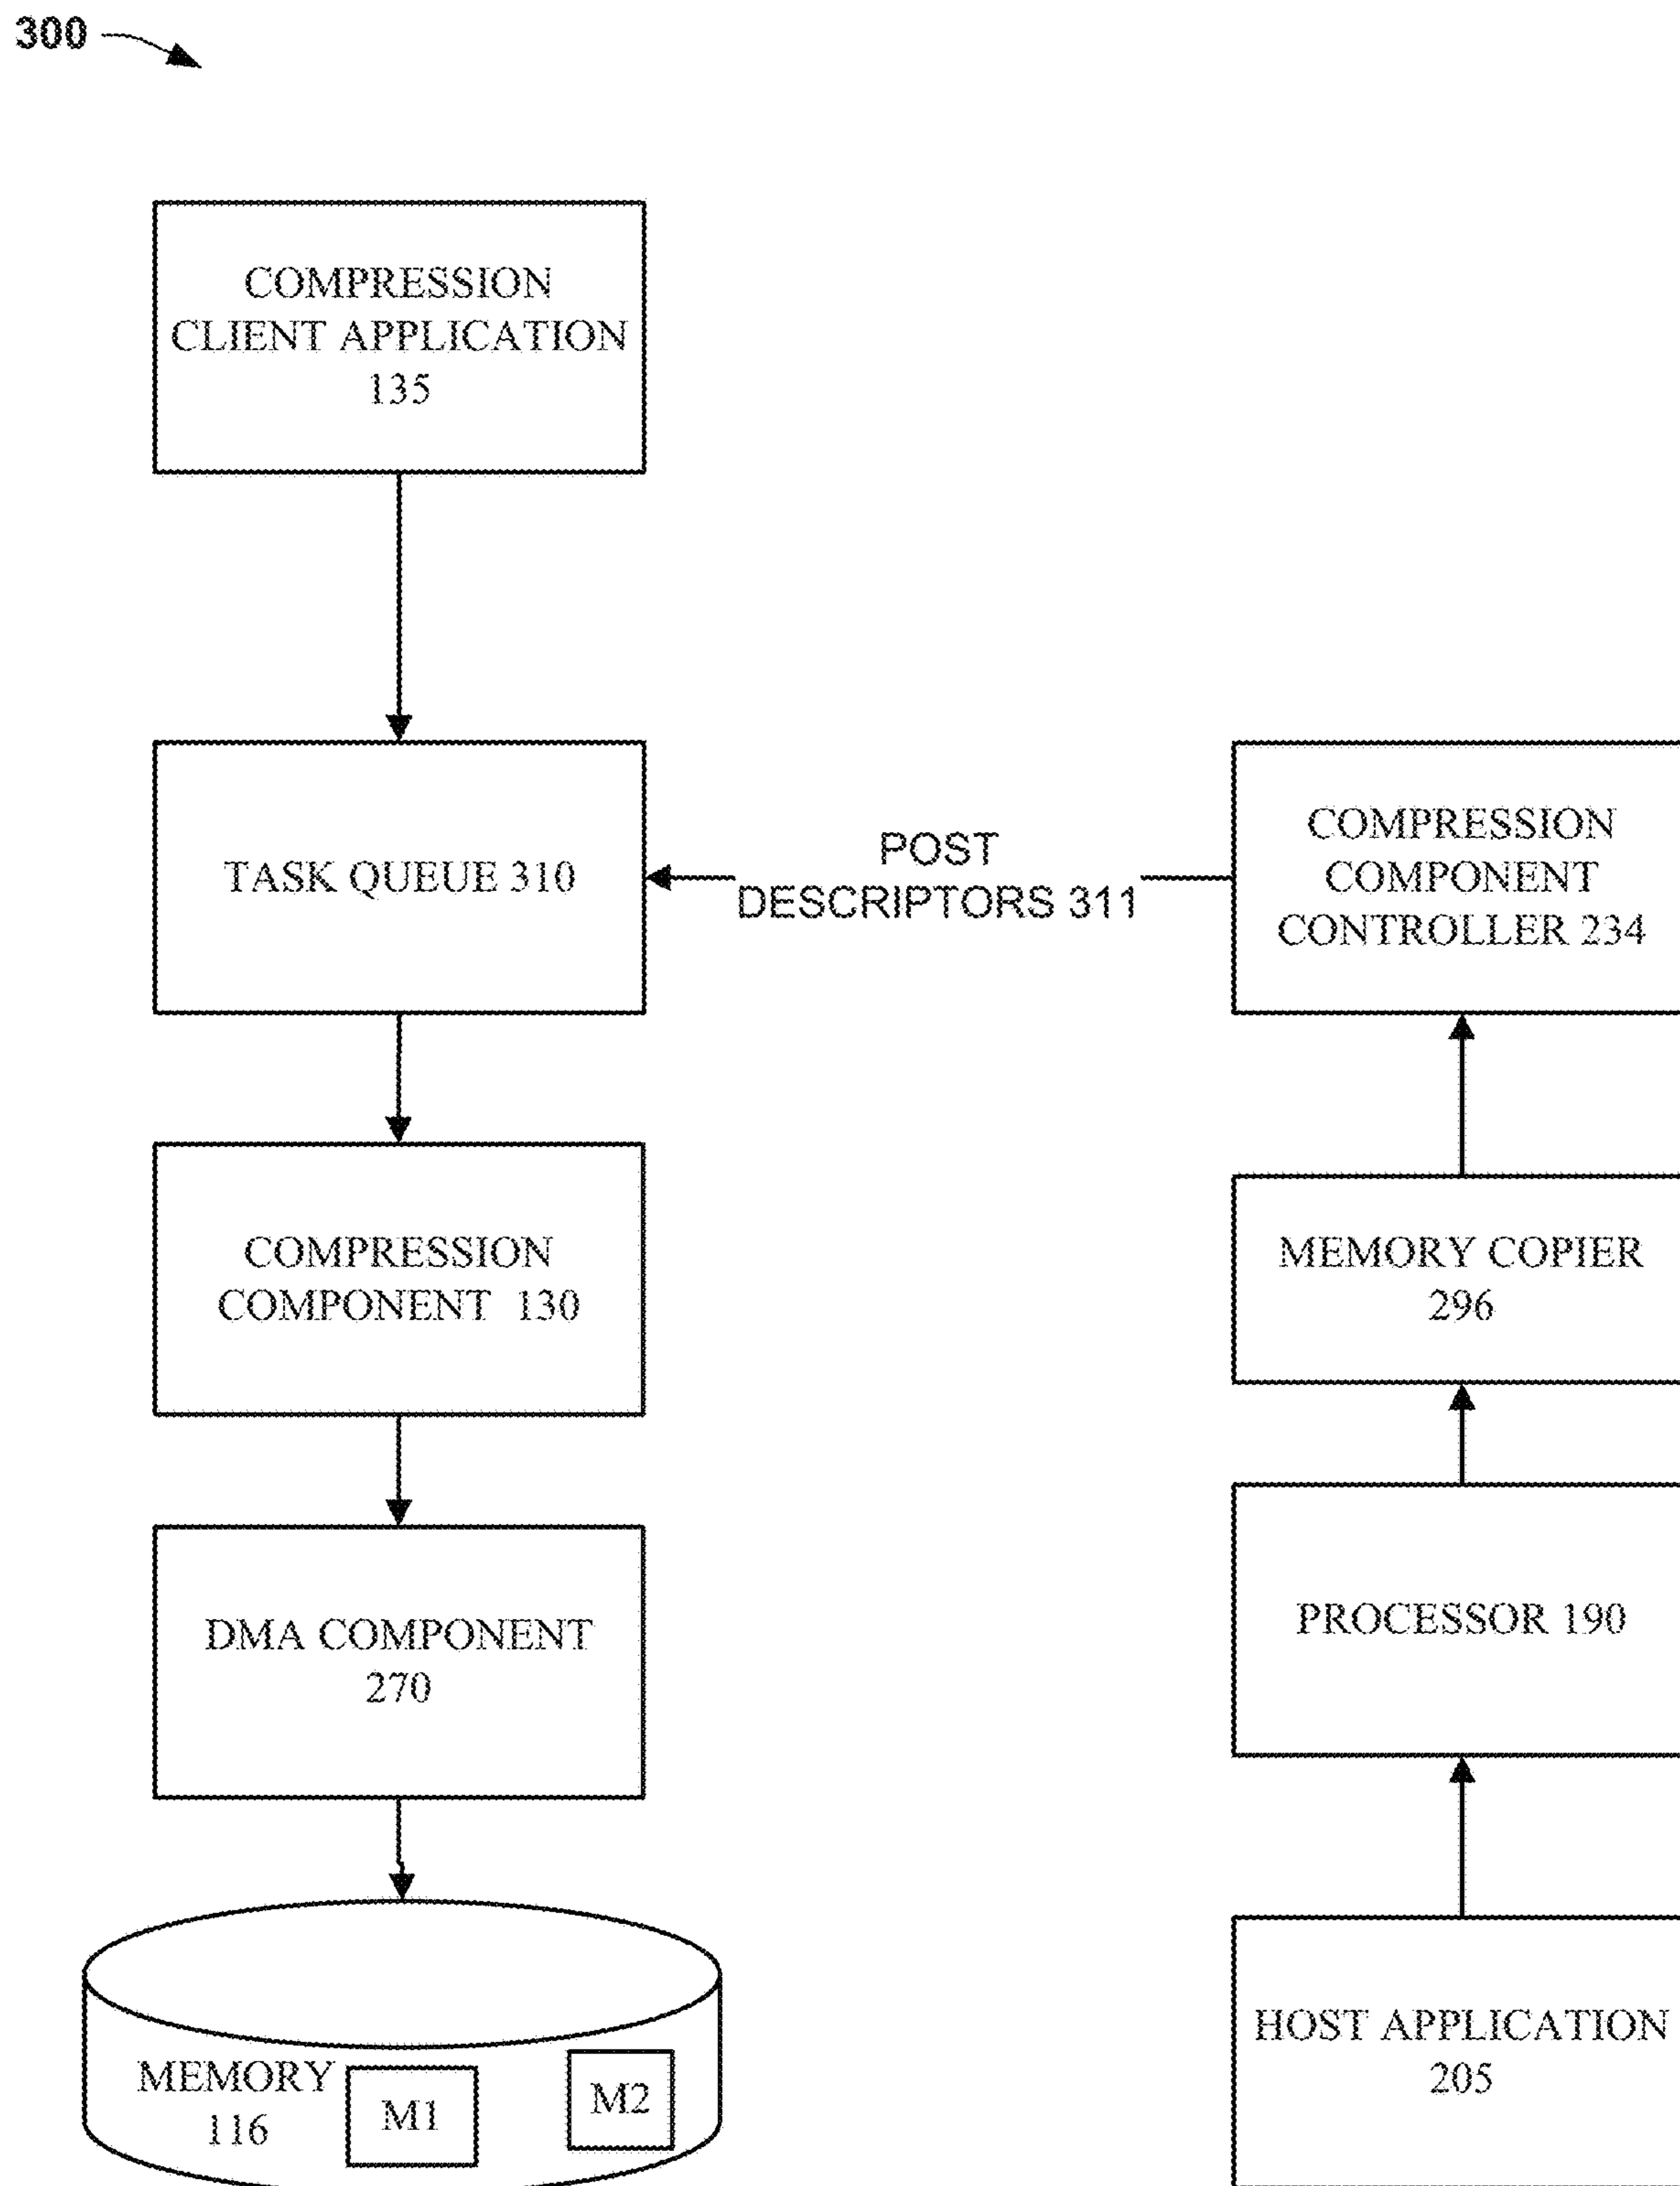 300
COMPRESSION
CLIENT APPLICATION
135
TASK QUEUE 310
POST
DESCRIPTORS 311
COMPRESSION
COMPONENT
CONTROLLER 234
COMPRESSION
COMPONENT 130
MEMORY COPIER
296
DMA COMPONENT
270
PROCESSOR 190
MEMORY
116
M1
M2
HOST APPLICATION
205